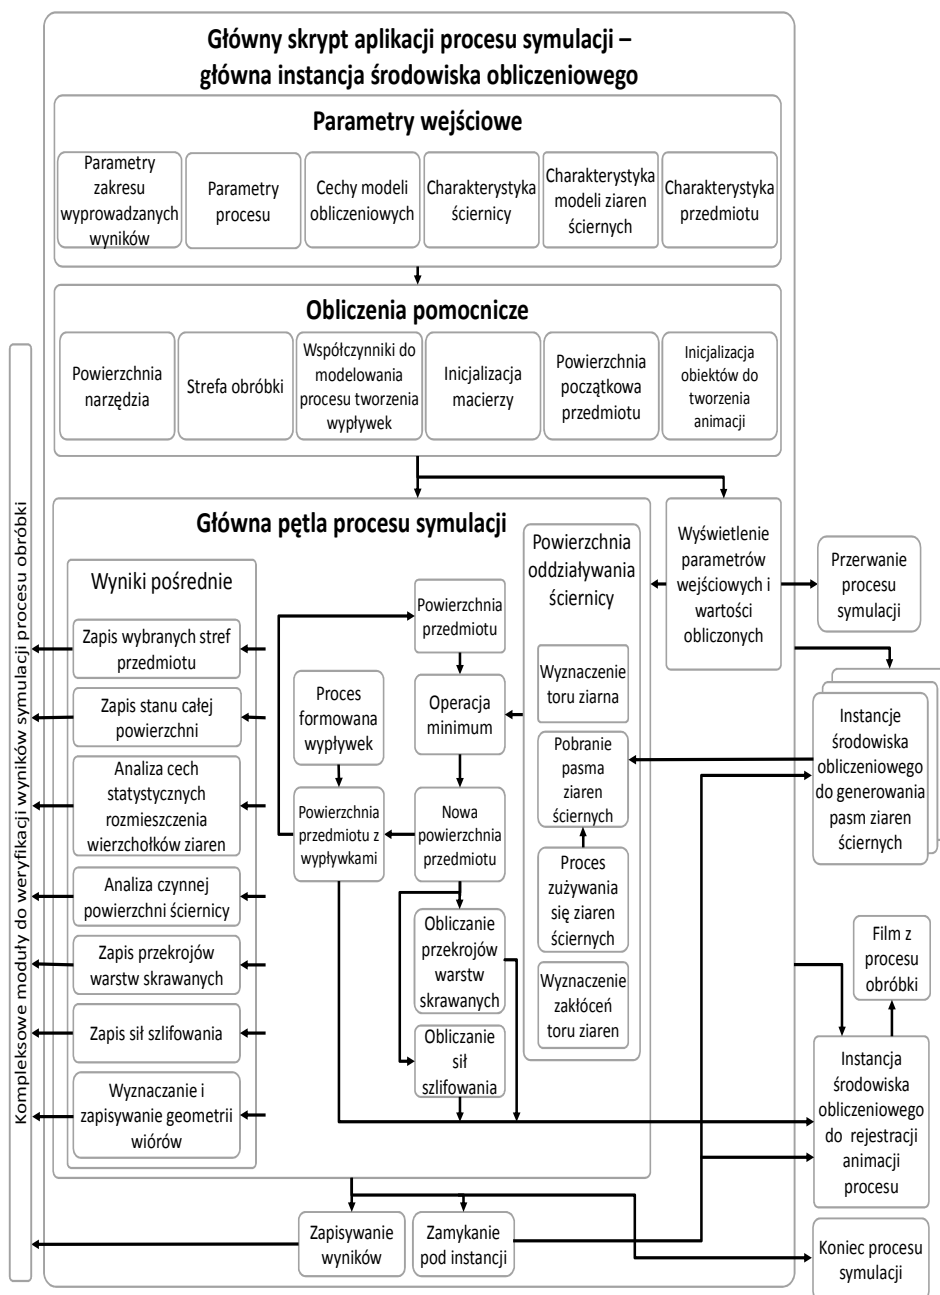 Główny skrypt aplikacji procesu symulacji –
główna instancja środowiska obliczeniowego
Parametry wejściowe
Parametry
zakresu
wyprowadzanych
wyników
Parametry
procesu
Cechy modeli
obliczeniowych
Charakterystyka
ściernicy
Charakterystyka
modeli ziaren
ściernych
Charakterystyka
przedmiotu
Obliczenia pomocnicze
Powierzchnia
narzędzia
Strefa obróbki
Współczynniki do
modelowania
procesu tworzenia
wypływek
Inicjalizacja
macierzy
Powierzchnia
początkowa
przedmiotu
Inicjalizacja
obiektów do
tworzenia
animacji
Kompleksowe moduły do weryfikacji wyników symulacji procesu obróbki
Główna pętla procesu symulacji
Wyniki pośrednie
Zapis wybranych stref
przedmiotu
Zapis stanu całej
powierzchni
Analiza cech
statystycznych
rozmieszczenia
wierzchołków ziaren
Analiza czynnej
powierzchni ściernicy
Zapis przekrojów
warstw skrawanych
Zapis sił szlifowania
Wyznaczanie i
zapisywanie geometrii
wiórów
Proces
formowana
wypływek
Powierzchnia
przedmiotu z
wypływkami
Powierzchnia
przedmiotu
Operacja
minimum
Nowa
powierzchnia
przedmiotu
Obliczanie
przekrojów
warstw
skrawanych
Obliczanie
sił
szlifowania
Powierzchnia
oddziaływania
ściernicy
Wyznaczenie
toru ziarna
Pobranie
pasma
ziaren
ściernych
Proces
zużywania
się ziaren
ściernych
Wyznaczenie
zakłóceń
toru ziaren
Wyświetlenie
parametrów
wejściowych i
wartości
obliczonych
Przerwanie
procesu
symulacji
Instancje
środowiska
obliczeniowego
do generowania
pasm ziaren
ściernych
Film z
procesu
obróbki
Instancja
środowiska
obliczeniowego
do rejestracji
animacji
procesu
Zapisywanie
wyników
Zamykanie
pod instancji
Koniec procesu
symulacji